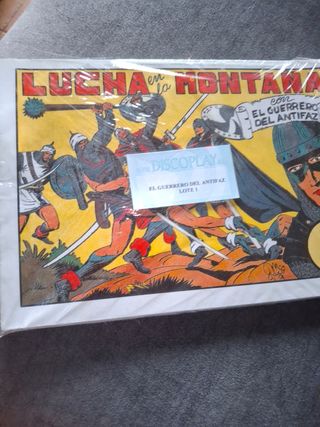 LUCHA en la MONTAÑA
con
EL GUERRERO
DEL ANTIFAZ
DISCOPLAY
EL GUERRERO DEL ANTIFAZ
LOTE 1